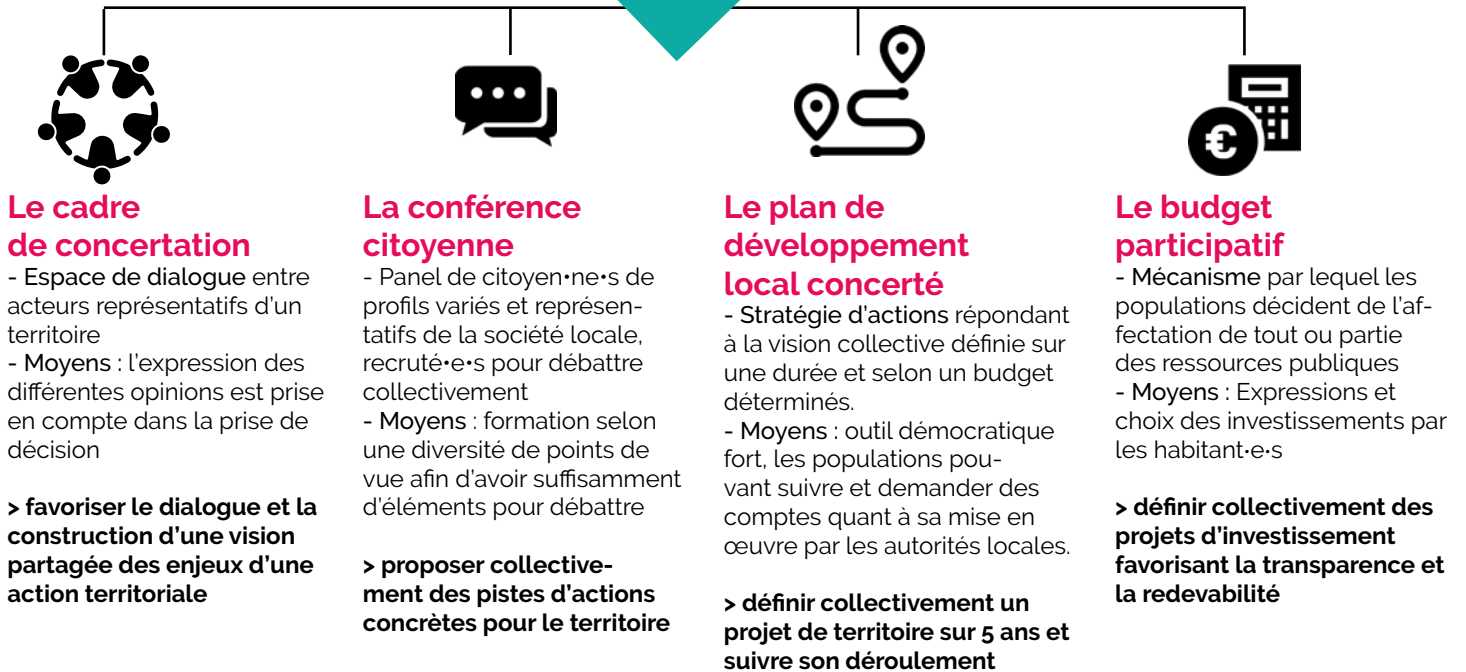 Le cadre
de concertation
- Espace de dialogue entre
acteurs représentatifs d’un
territoire
- Moyens : l’expression des
différentes opinions est prise
en compte dans la prise de
décision
> favoriser le dialogue et la
construction d’une vision
partagée des enjeux d’une
action territoriale
La conférence
citoyenne
- Panel de citoyen•ne•s de
profils variés et représen-
tatifs de la société locale,
recruté•e•s pour débattre
collectivement
- Moyens : formation selon
une diversité de points de
vue afin d’avoir suffisamment
d’éléments pour débattre
> proposer collective-
ment des pistes d’actions
concrètes pour le territoire
Le plan de
développement
local concerté
- Stratégie d’actions répondant
à la vision collective définie sur
une durée et selon un budget
déterminés.
- Moyens : outil démocratique
fort, les populations pou-
vant suivre et demander des
comptes quant à sa mise en
œuvre par les autorités locales.
> définir collectivement un
projet de territoire sur 5 ans et
suivre son déroulement
€
Le budget
participatif
- Mécanisme par lequel les
populations décident de l’af-
fectation de tout ou partie
des ressources publiques
- Moyens : Expressions et
choix des investissements par
les habitant·e·s
> définir collectivement des
projets d’investissement
favorisant la transparence et
la redevabilité